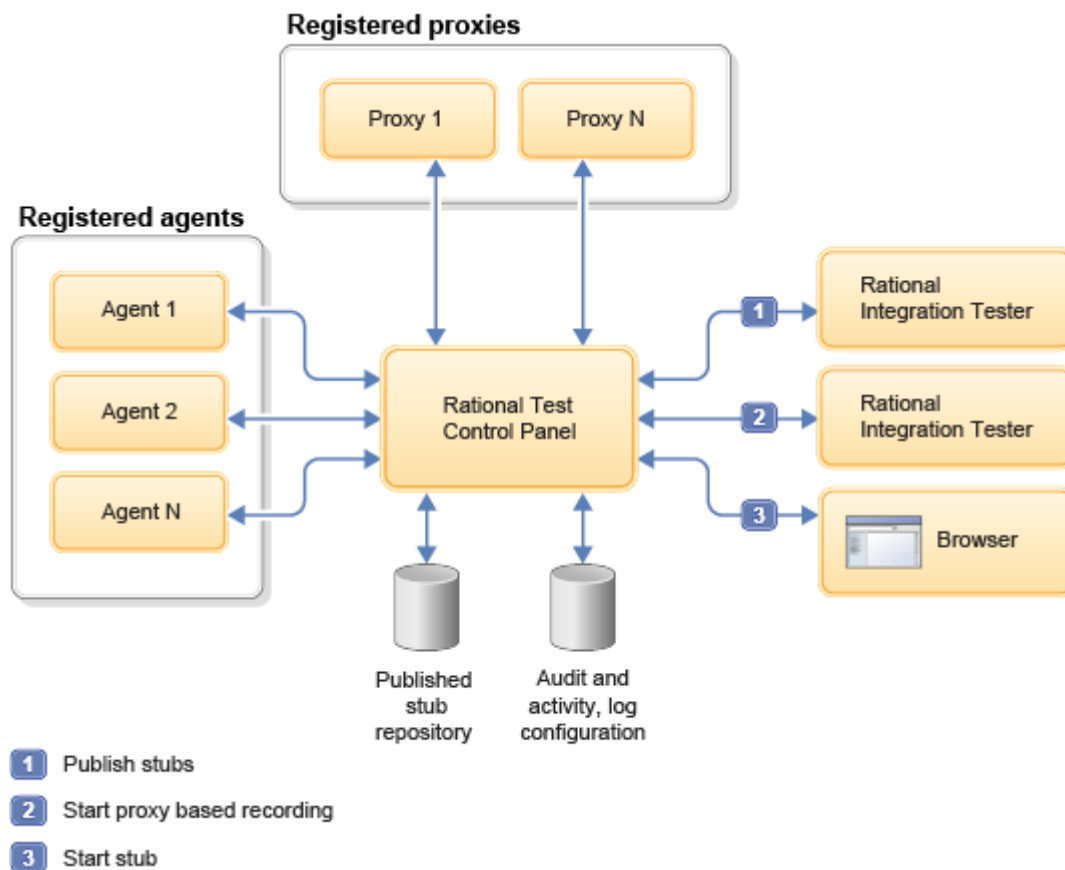 Registered proxies
Proxy 1
Proxy N
Registered agents
Agent 1
Agent 2
Agent N
Rational Test
Control Panel
1
Rational
Integration Tester
2
Rational
Integration Tester
3
Browser
Published
stub
repository
Audit and
activity, log
configuration
1 Publish stubs
2 Start proxy based recording
3 Start stub